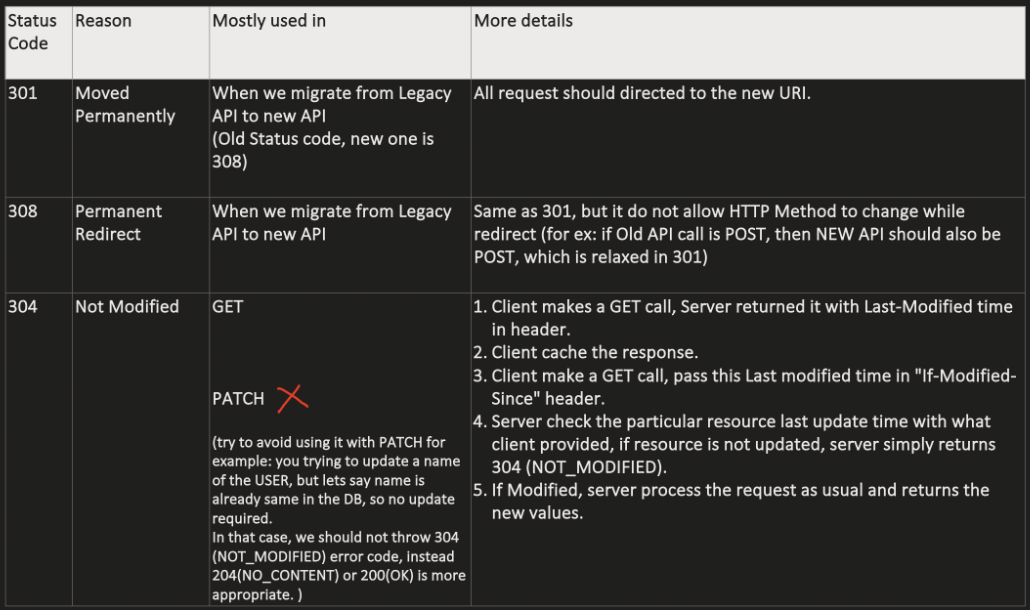 Status Code
Reason
Mostly used in
More details
301
Moved
Permanently
When we migrate from Legacy
API to new API
(Old Status code, new one is
308)
All request should directed to the new URI.
308
Permanent
Redirect
When we migrate from Legacy
API to new API
Same as 301, but it do not allow HTTP Method to change while
redirect (for ex: if Old API call is POST, then NEW API should also be
POST, which is relaxed in 301)
304
Not Modified
GET
PATCH
(try to avoid using it with PATCH for
example: you trying to update a name
of the USER, but lets say name is
already same in the DB, so no update
required.
In that case, we should not throw 304
(NOT_MODIFIED) error code, instead
204(NO_CONTENT) or 200(OK) is more
appropriate. )
1. Client makes a GET call, Server returned it with Last-Modified time
in header.
2. Client cache the response.
3. Client make a GET call, pass this Last modified time in "If-Modified-
Since" header.
4. Server check the particular resource last update time with what
client provided, if resource is not updated, server simply returns
304 (NOT_MODIFIED).
5. If Modified, server process the request as usual and returns the
new values.